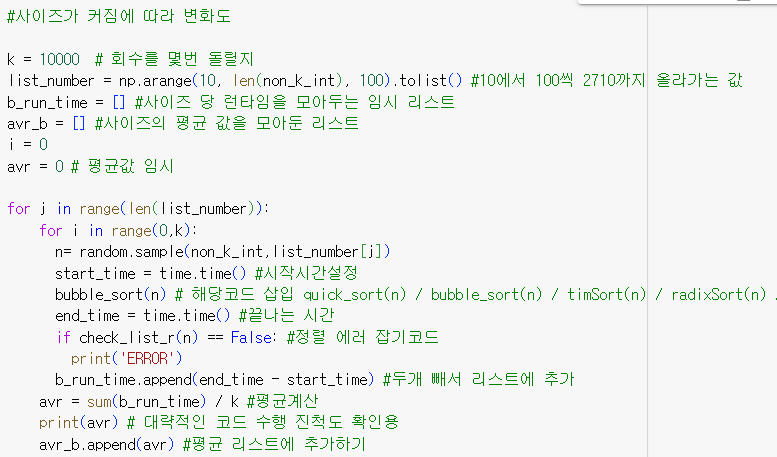 #사이즈가 커짐에 따라 변화도
k = 10000 # 회수를 몇번 돌릴지
list_number = np.arange(10, len(non_k_int), 100).tolist() #10에서 100씩 2710까지 올라가는 값
b_run_time = [] #사이즈 당 런타임을 모아두는 임시 리스트
avr_b = [] #사이즈의 평균 값을 모아둔 리스트
i = 0
avr = 0 # 평균값 임시
for j in range(len(list_number)):
for i in range(0,k):
n= random.sample(non_k_int,list_number[j])
start_time = time.time() #시작시간설정
bubble_sort(n) # 해당코드 삽입 quick_sort(n) / bubble_sort(n) / timSort(n) / radixSort(n) /
end_time = time.time() #끝나는 시간
if check_list_r(n) == False: #정렬 에러 잡기코드
print('ERROR')
b_run_time.append(end_time - start_time) #두개 빼서 리스트에 추가
avr = sum(b_run_time) / k #평균계산
print(avr) # 대략적인 코드 수행 진척도 확인용
avr_b.append(avr) #평균 리스트에 추가하기